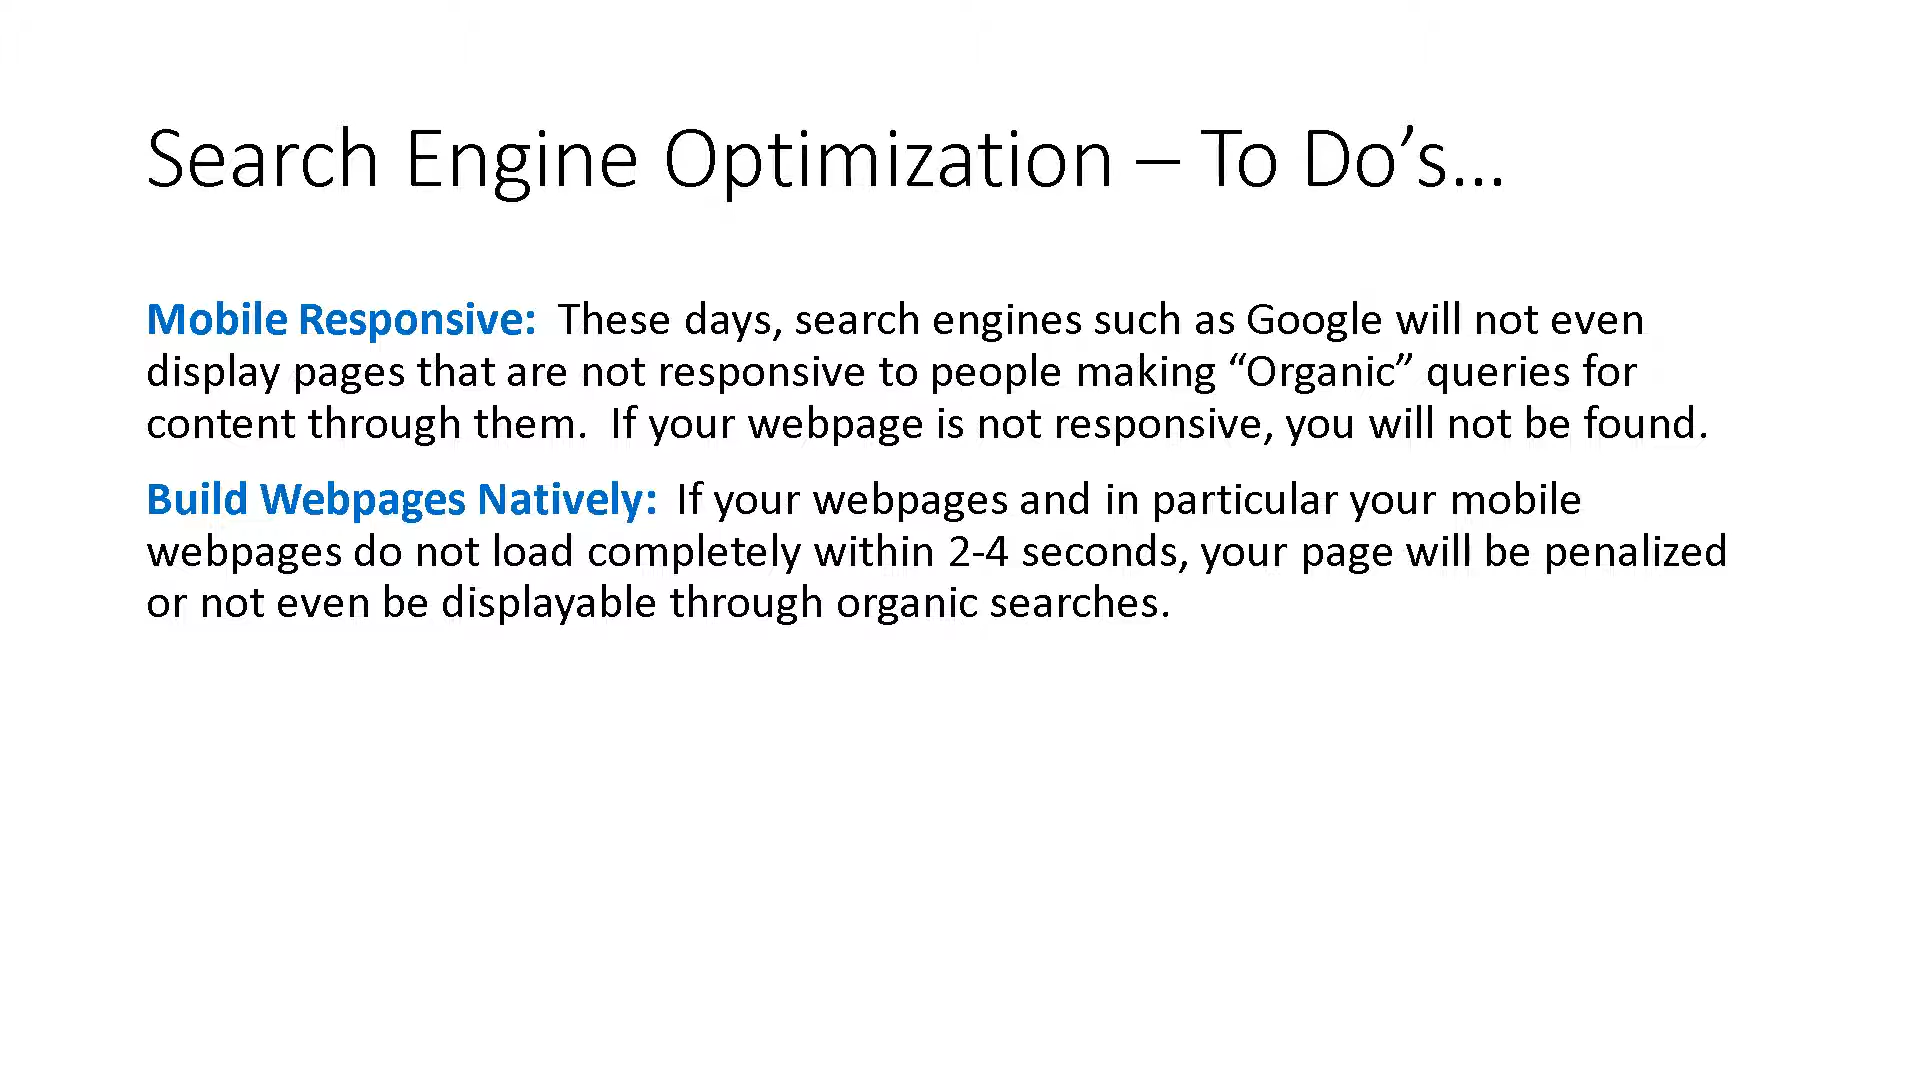 Search Engine Optimization – To Do’s…
Mobile Responsive:  These days, search engines such as Google will not even
display pages that are not responsive to people making “Organic” queries for
content through them.  If your webpage is not responsive, you will not be found.
Build Webpages Natively:  If your webpages and in particular your mobile
webpages do not load completely within 2-4 seconds, your page will be penalized
or not even be displayable through organic searches.